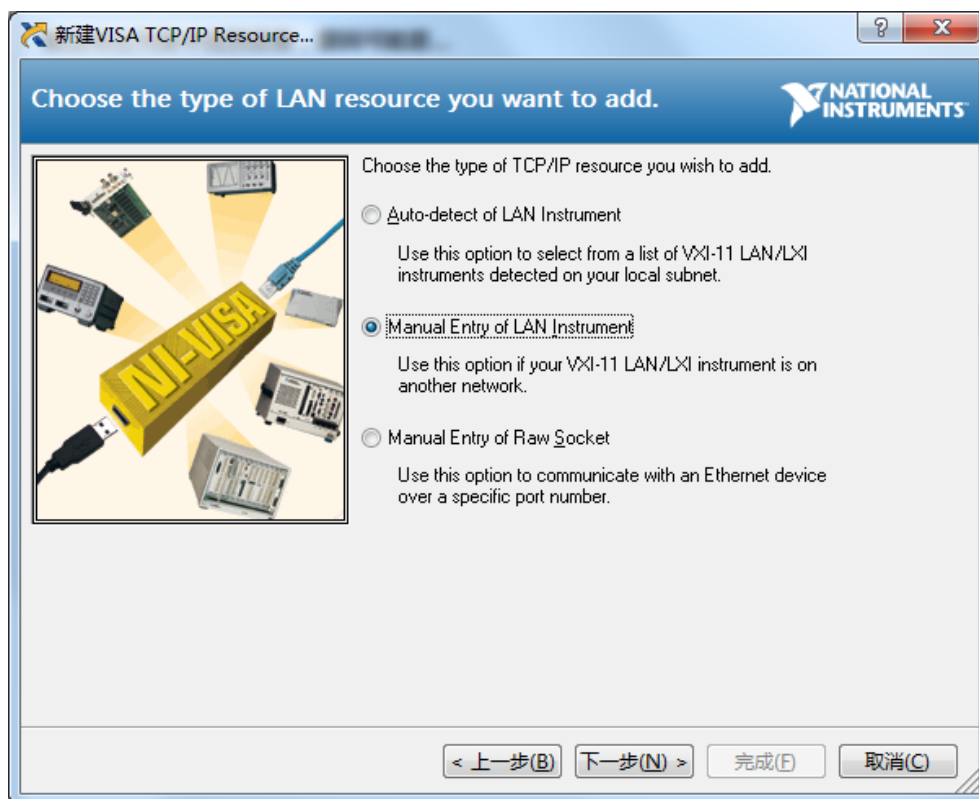 新建VISA TCP/IP Resource...
Choose the type of LAN resource you want to add.
NATIONAL
INSTRUMENTS
Choose the type of TCP/IP resource you wish to add.
Auto-detect of LAN Instrument
Use this option to select from a list of VXI-11 LAN/LXI
instruments detected on your local subnet.
Manual Entry of LAN Instrument
Use this option if your VXI-11 LAN/LXI instrument is on
another network.
Manual Entry of Raw Socket
Use this option to communicate with an Ethernet device
over a specific port number.
NI-VISA
< 上一步(B)
下一步(N) >
完成(F)
取消(C)